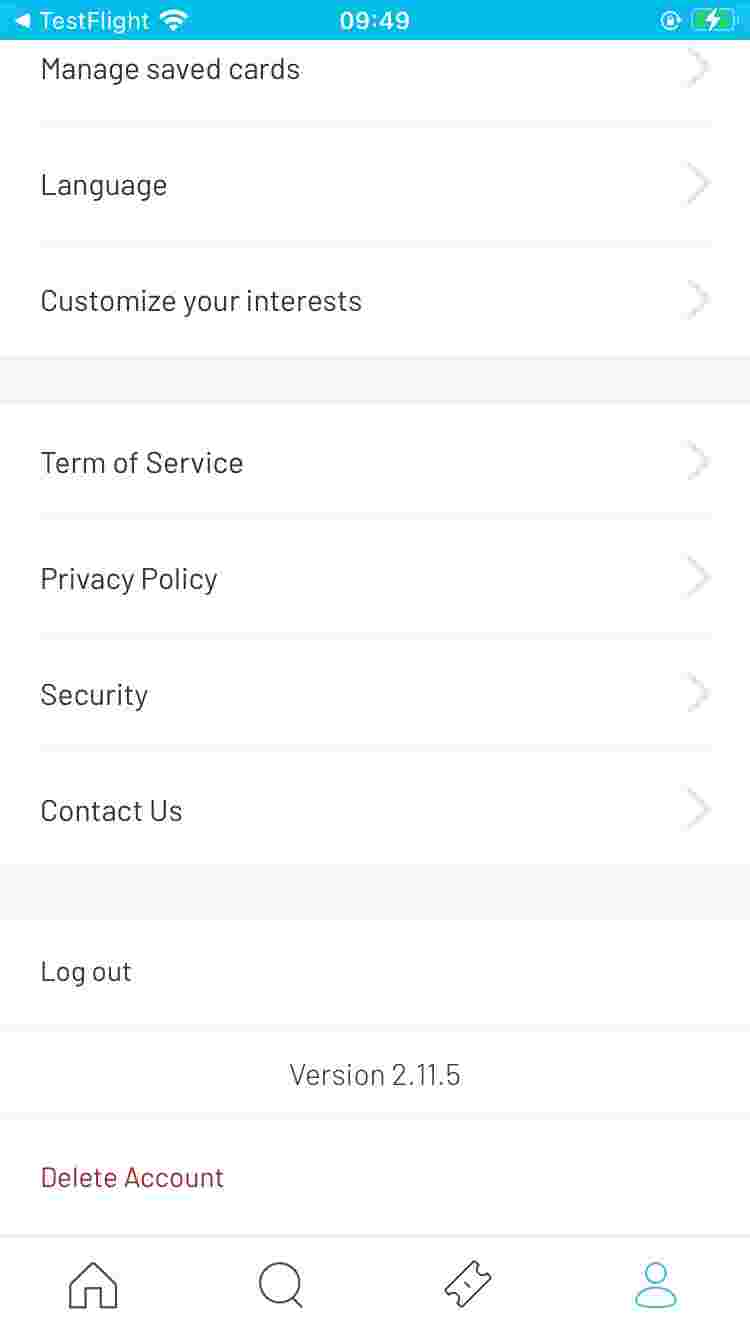 TestFlight
09:49
Manage saved cards
Language
Customize your interests
Term of Service
Privacy Policy
Security
Contact Us
Log out
Version 2.11.5
Delete Account